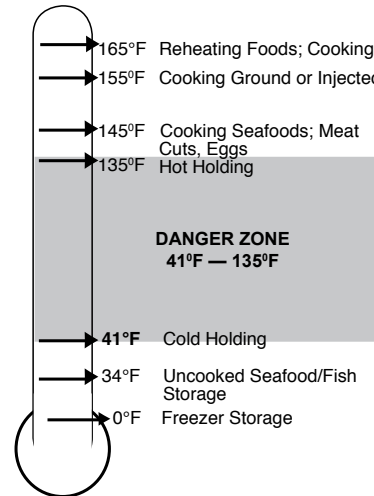 165°F Reheating Foods; Cooking
155°F Cooking Ground or Injected
145⁰F Cooking Seafoods; Meat
Cuts, Eggs
135⁰F Hot Holding
DANGER ZONE
41⁰F — 135⁰F
41°F Cold Holding
34°F Uncooked Seafood/Fish
Storage
0°F Freezer Storage